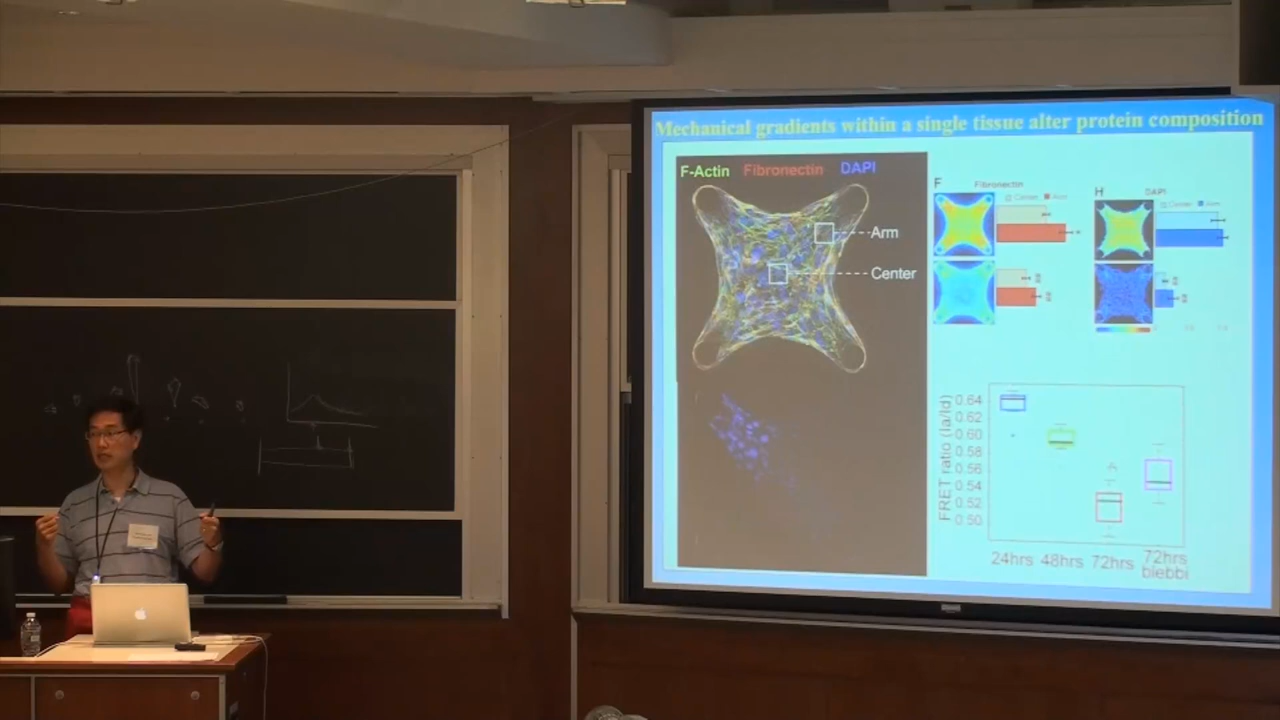 Mechanical gradients within a single tissue alter protein composition
F-Actin Fibronectin DAPI
Arm
Center
F Fibronectin
Center Arm
H DAPI
Center Arm
FRET ratio (Ia/Id)
0.64
0.62
0.60
0.58
0.56
0.54
0.52
0.50
24hrs 48hrs 72hrs 72hrs
blebbi